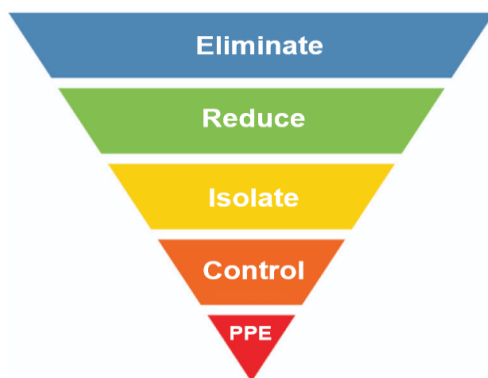 Eliminate
Reduce
Isolate
Control
PPE